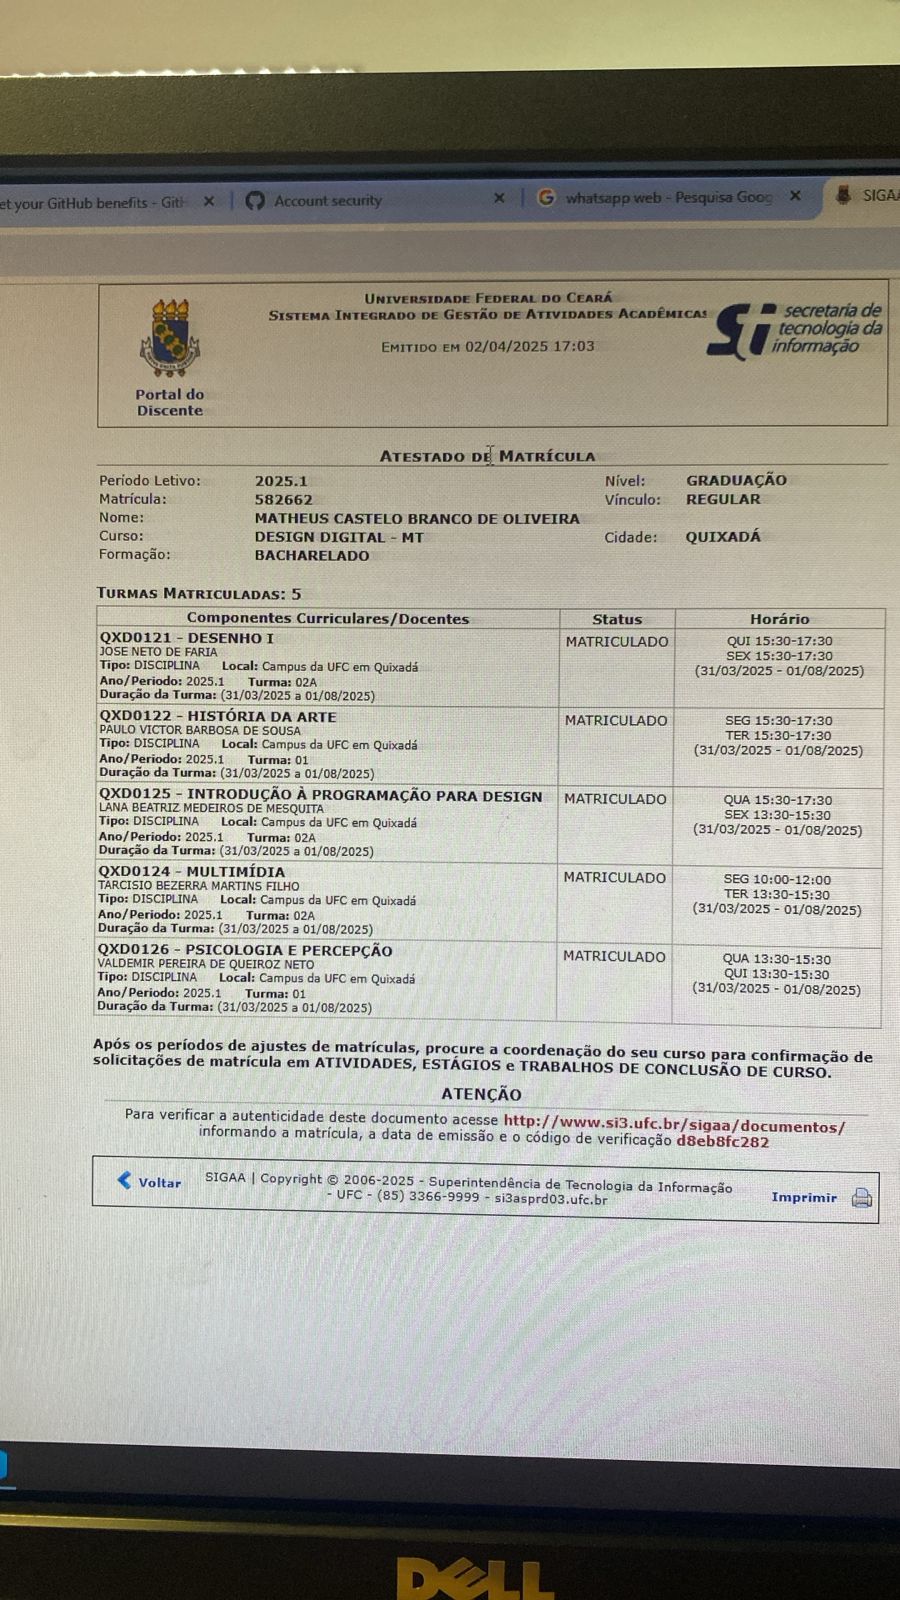 et your GitHub benefits - GitH
Account security
whatsapp web - Pesquisa Goog
SIGAA
UNIVERSIDADE FEDERAL DO CEARÁ
SISTEMA INTEGRADO DE GESTÃO DE ATIVIDADES ACADÊMICAS
EMITIDO EM 02/04/2025 17:03
Portal do
Discente
Si secretaria de
tecnologia da
informação
ATESTADO DE MATRÍCULA
Período Letivo: 2025.1 Nível: GRADUAÇÃO
Matrícula: 582662 Vínculo: REGULAR
Nome: MATHEUS CASTELO BRANCO DE OLIVEIRA
Curso: DESIGN DIGITAL - MT Cidade: QUIXADÁ
Formação: BACHARELADO
TURMAS MATRICULADAS: 5
Componentes Curriculares/Docentes Status Horário
QXD0121 - DESENHO I MATRICULADO QUI 15:30-17:30
JOSE NETO DE FARIA SEX 15:30-17:30
Tipo: DISCIPLINA Local: Campus da UFC em Quixadá (31/03/2025 - 01/08/2025)
Ano/Período: 2025.1 Turma: 02A
Duração da Turma: (31/03/2025 a 01/08/2025)
QXD0122 - HISTÓRIA DA ARTE MATRICULADO SEG 15:30-17:30
PAULO VICTOR BARBOSA DE SOUSA TER 15:30-17:30
Tipo: DISCIPLINA Local: Campus da UFC em Quixadá (31/03/2025 - 01/08/2025)
Ano/Período: 2025.1 Turma: 01
Duração da Turma: (31/03/2025 a 01/08/2025)
QXD0125 - INTRODUÇÃO À PROGRAMAÇÃO PARA DESIGN MATRICULADO QUA 15:30-17:30
LANA BEATRIZ MEDEIROS DE MESQUITA SEX 13:30-15:30
Tipo: DISCIPLINA Local: Campus da UFC em Quixadá (31/03/2025 - 01/08/2025)
Ano/Período: 2025.1 Turma: 02A
Duração da Turma: (31/03/2025 a 01/08/2025)
QXD0124 - MULTIMÍDIA MATRICULADO SEG 10:00-12:00
TARCISIO BEZERRA MARTINS FILHO TER 13:30-15:30
Tipo: DISCIPLINA Local: Campus da UFC em Quixadá (31/03/2025 - 01/08/2025)
Ano/Período: 2025.1 Turma: 02A
Duração da Turma: (31/03/2025 a 01/08/2025)
QXD0126 - PSICOLOGIA E PERCEPÇÃO MATRICULADO QUA 13:30-15:30
VALDEMIR PEREIRA DE QUEIROZ NETO QUI 13:30-15:30
Tipo: DISCIPLINA Local: Campus da UFC em Quixadá (31/03/2025 - 01/08/2025)
Ano/Período: 2025.1 Turma: 01
Duração da Turma: (31/03/2025 a 01/08/2025)
Após os períodos de ajustes de matrículas, procure a coordenação do seu curso para confirmação de
solicitações de matrícula em ATIVIDADES, ESTÁGIOS e TRABALHOS DE CONCLUSÃO DE CURSO.
ATENÇÃO
Para verificar a autenticidade deste documento acesse http://www.si3.ufc.br/sigaa/documentos/
informando a matrícula, a data de emissão e o código de verificação d8eb8fc282
Voltar
SIGAA | Copyright © 2006-2025 - Superintendência de Tecnologia da Informação
- UFC - (85) 3366-9999 - si3asprd03.ufc.br
Imprimir
DELL